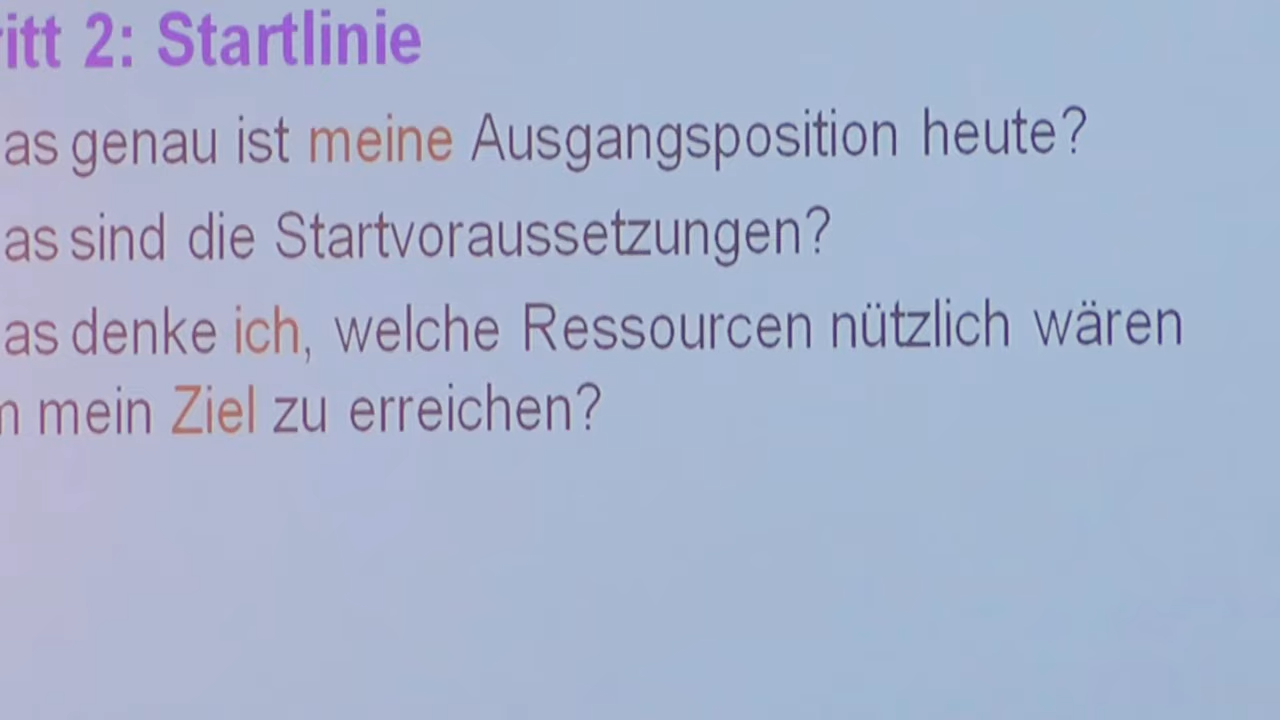 itt 2: Startlinie
as genau ist meine Ausgangsposition heute?
as sind die Startvoraussetzungen?
as denke ich, welche Ressourcen nützlich wären
m mein Ziel zu erreichen?